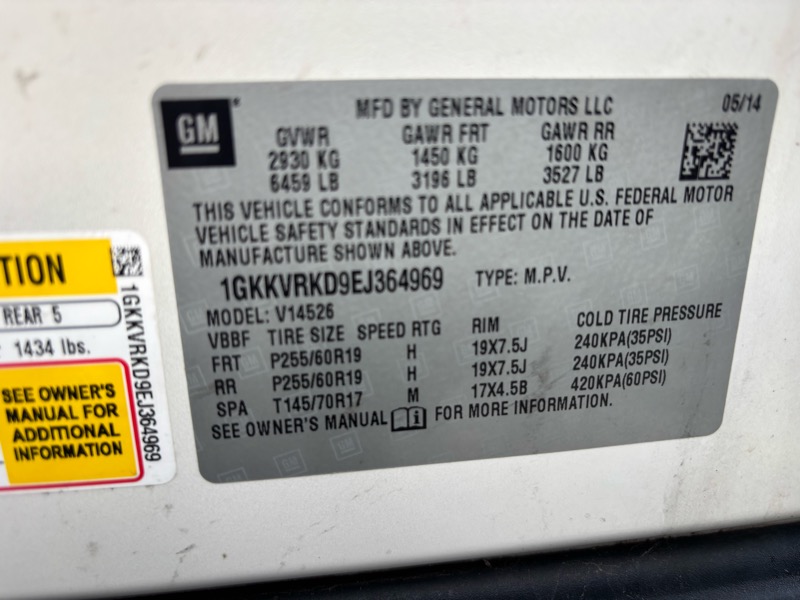 GM
MFD BY GENERAL MOTORS LLC 05/14
GVWR GAWR FRT GAWR RR
2930 KG 1450 KG 1600 KG
6459 LB 3196 LB 3527 LB
THIS VEHICLE CONFORMS TO ALL APPLICABLE U.S. FEDERAL MOTOR
VEHICLE SAFETY STANDARDS IN EFFECT ON THE DATE OF
MANUFACTURE SHOWN ABOVE.
1GKKVRKD9EJ364969 TYPE: M.P.V.
MODEL: V14526
VBBF TIRE SIZE SPEED RTG RIM COLD TIRE PRESSURE
FRT P255/60R19 H 19X7.5J 240KPA(35PSI)
RR P255/60R19 H 19X7.5J 240KPA(35PSI)
SPA T145/70R17 M 17X4.5B 420KPA(60PSI)
SEE OWNER'S MANUAL FOR MORE INFORMATION.
TION
REAR 5
1434 lbs.
SEE OWNER'S
MANUAL FOR
ADDITIONAL
INFORMATION
1GKKVRKD9EJ364969